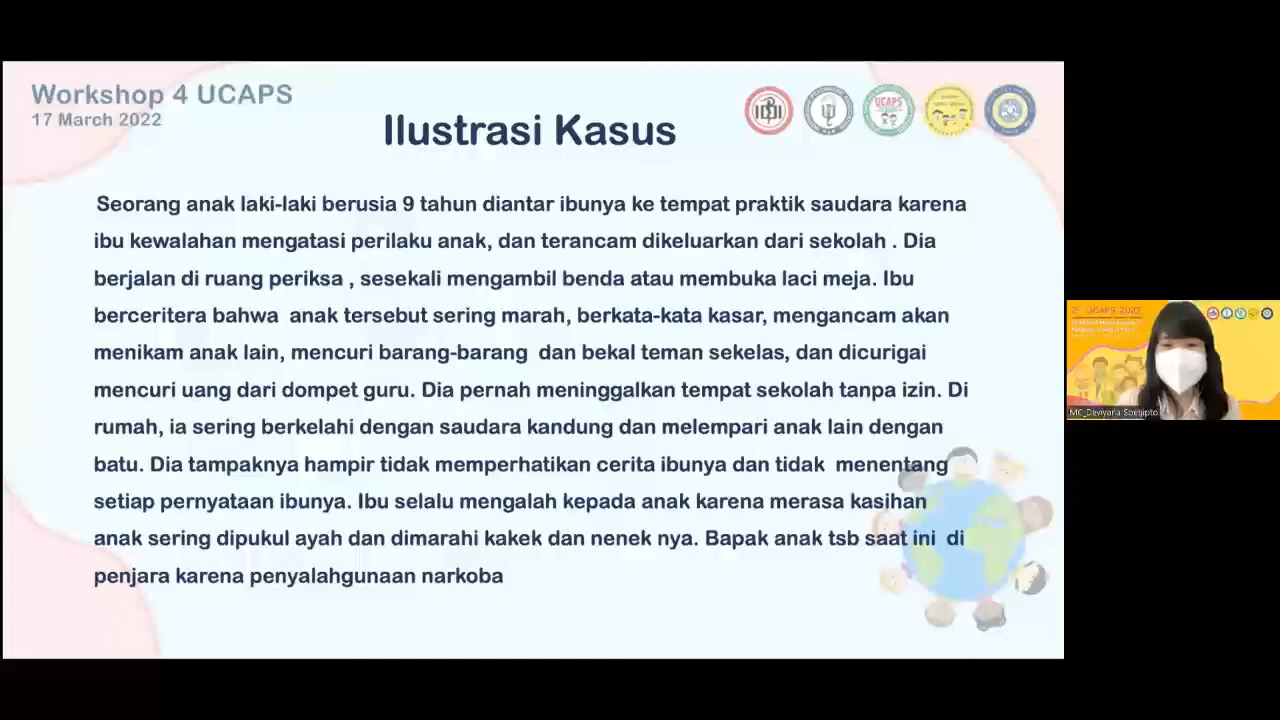 Workshop 4 UCAPS
17 March 2022
Ilustrasi Kasus
UCAPS
Seorang anak laki-laki berusia 9 tahun diantar ibunya ke tempat praktik saudara karena
ibu kewalahan mengatasi perilaku anak, dan terancam dikeluarkan dari sekolah . Dia
berjalan di ruang periksa , sesekali mengambil benda atau membuka laci meja. Ibu
berceritera bahwa  anak tersebut sering marah, berkata-kata kasar, mengancam akan
menikam anak lain, mencuri barang-barang  dan bekal teman sekelas, dan dicurigai
mencuri uang dari dompet guru. Dia pernah meninggalkan tempat sekolah tanpa izin. Di
rumah, ia sering berkelahi dengan saudara kandung dan melempari anak lain dengan
batu. Dia tampaknya hampir tidak memperhatikan cerita ibunya dan tidak  menentang
setiap pernyataan ibunya. Ibu selalu mengalah kepada anak karena merasa kasihan
anak sering dipukul ayah dan dimarahi kakek dan nenek nya. Bapak anak tsb saat ini  di
penjara karena penyalahgunaan narkoba
UCAPS 2022
MC_Deviyana Soetjipto